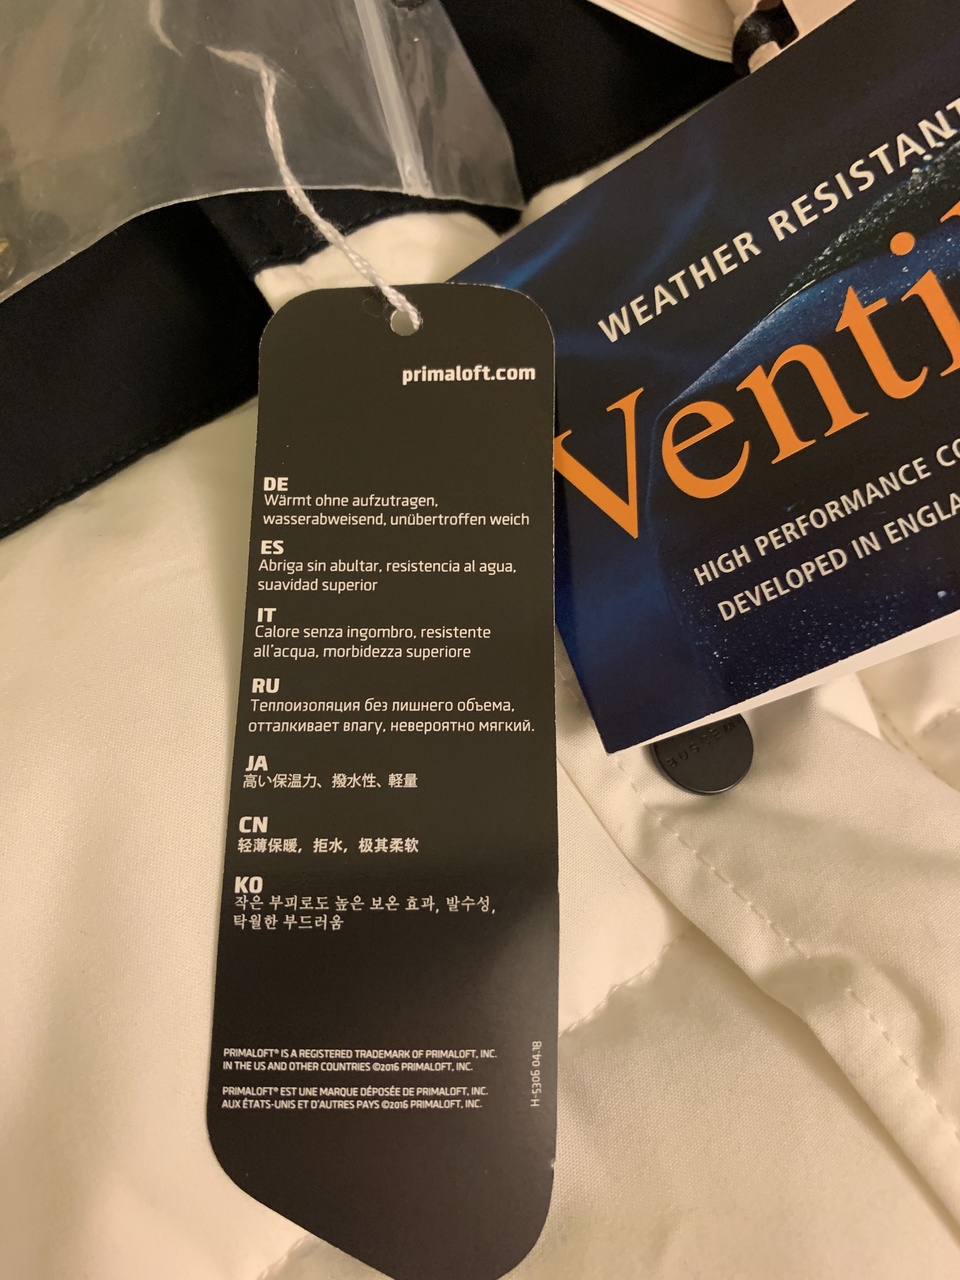 primaloft.com
DE
Wärmt ohne aufzutragen,
wasserabweisend, unübertroffen weich
ES
Abriga sin abultar, resistencia al agua,
suavidad superior
IT
Calore senza ingombro, resistente
all'acqua, morbidezza superiore
RU
Теплоизоляция без лишнего объема,
отталкивает влагу, невероятно мягкий.
JA
高い保温力、撥水性、軽量
CN
轻薄保暖，拒水，极其柔软
KO
작은 부피로도 높은 보온 효과, 발수성,
탁월한 부드러움
PRIMALOFT® IS A REGISTERED TRADEMARK OF PRIMALOFT, INC.
IN THE US AND OTHER COUNTRIES ©2016 PRIMALOFT, INC.
PRIMALOFT® EST UNE MARQUE DÉPOSÉE DE PRIMALOFT, INC.
AUX ÉTATS-UNIS ET D'AUTRES PAYS ©2016 PRIMALOFT, INC.
H-5306 04.18
WEATHER RESISTANT
Venti
HIGH PERFORMANCE CO
DEVELOPED IN ENGLA